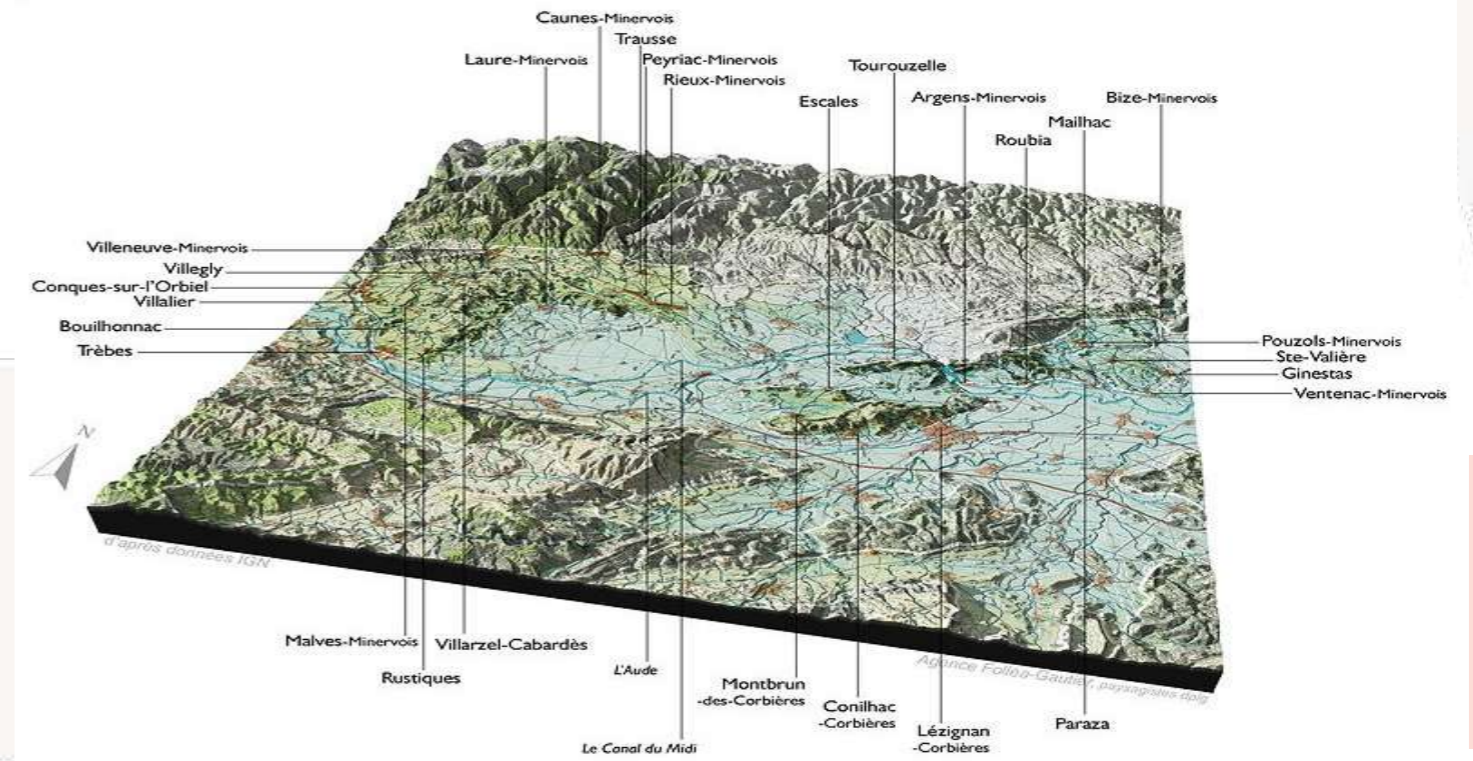 Caunes-Minervois
Trausse
Laure-Minervois
Peyriac-Minervois
Rieux-Minervois
Tourouzelle
Escales
Argens-Minervois
Bize-Minervois
Mailhac
Roubia
Villeneuve-Minervois
Villegly
Conques-sur-l'Orbiel
Villalier
Bouilhonnac
Trèbes
Pouzols-Minervois
Ste-Valière
Ginestas
Ventenac-Minervois
N
d'après données IGN
Malves-Minervois
Villarzel-Cabardès
Rustiques
L'Aude
Agence Folléa-Gautier, paysagistes dplg
Montbrun
-des-Corbières
Conilhac
-Corbières
Lézignan
-Corbières
Paraza
Le Canal du Midi